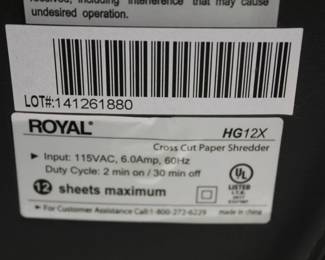 received, including interference that may cause
undesired operation.
LOT#:141261880
ROYAL® HG12X
Cross Cut Paper Shredder
▶ Input: 115VAC, 6.0Amp, 60Hz
Duty Cycle: 2 min on / 30 min off
12 sheets maximum
UL
LISTED
I.T.E.
▶ For Customer Assistance Call:1-800-272-6229 made in china